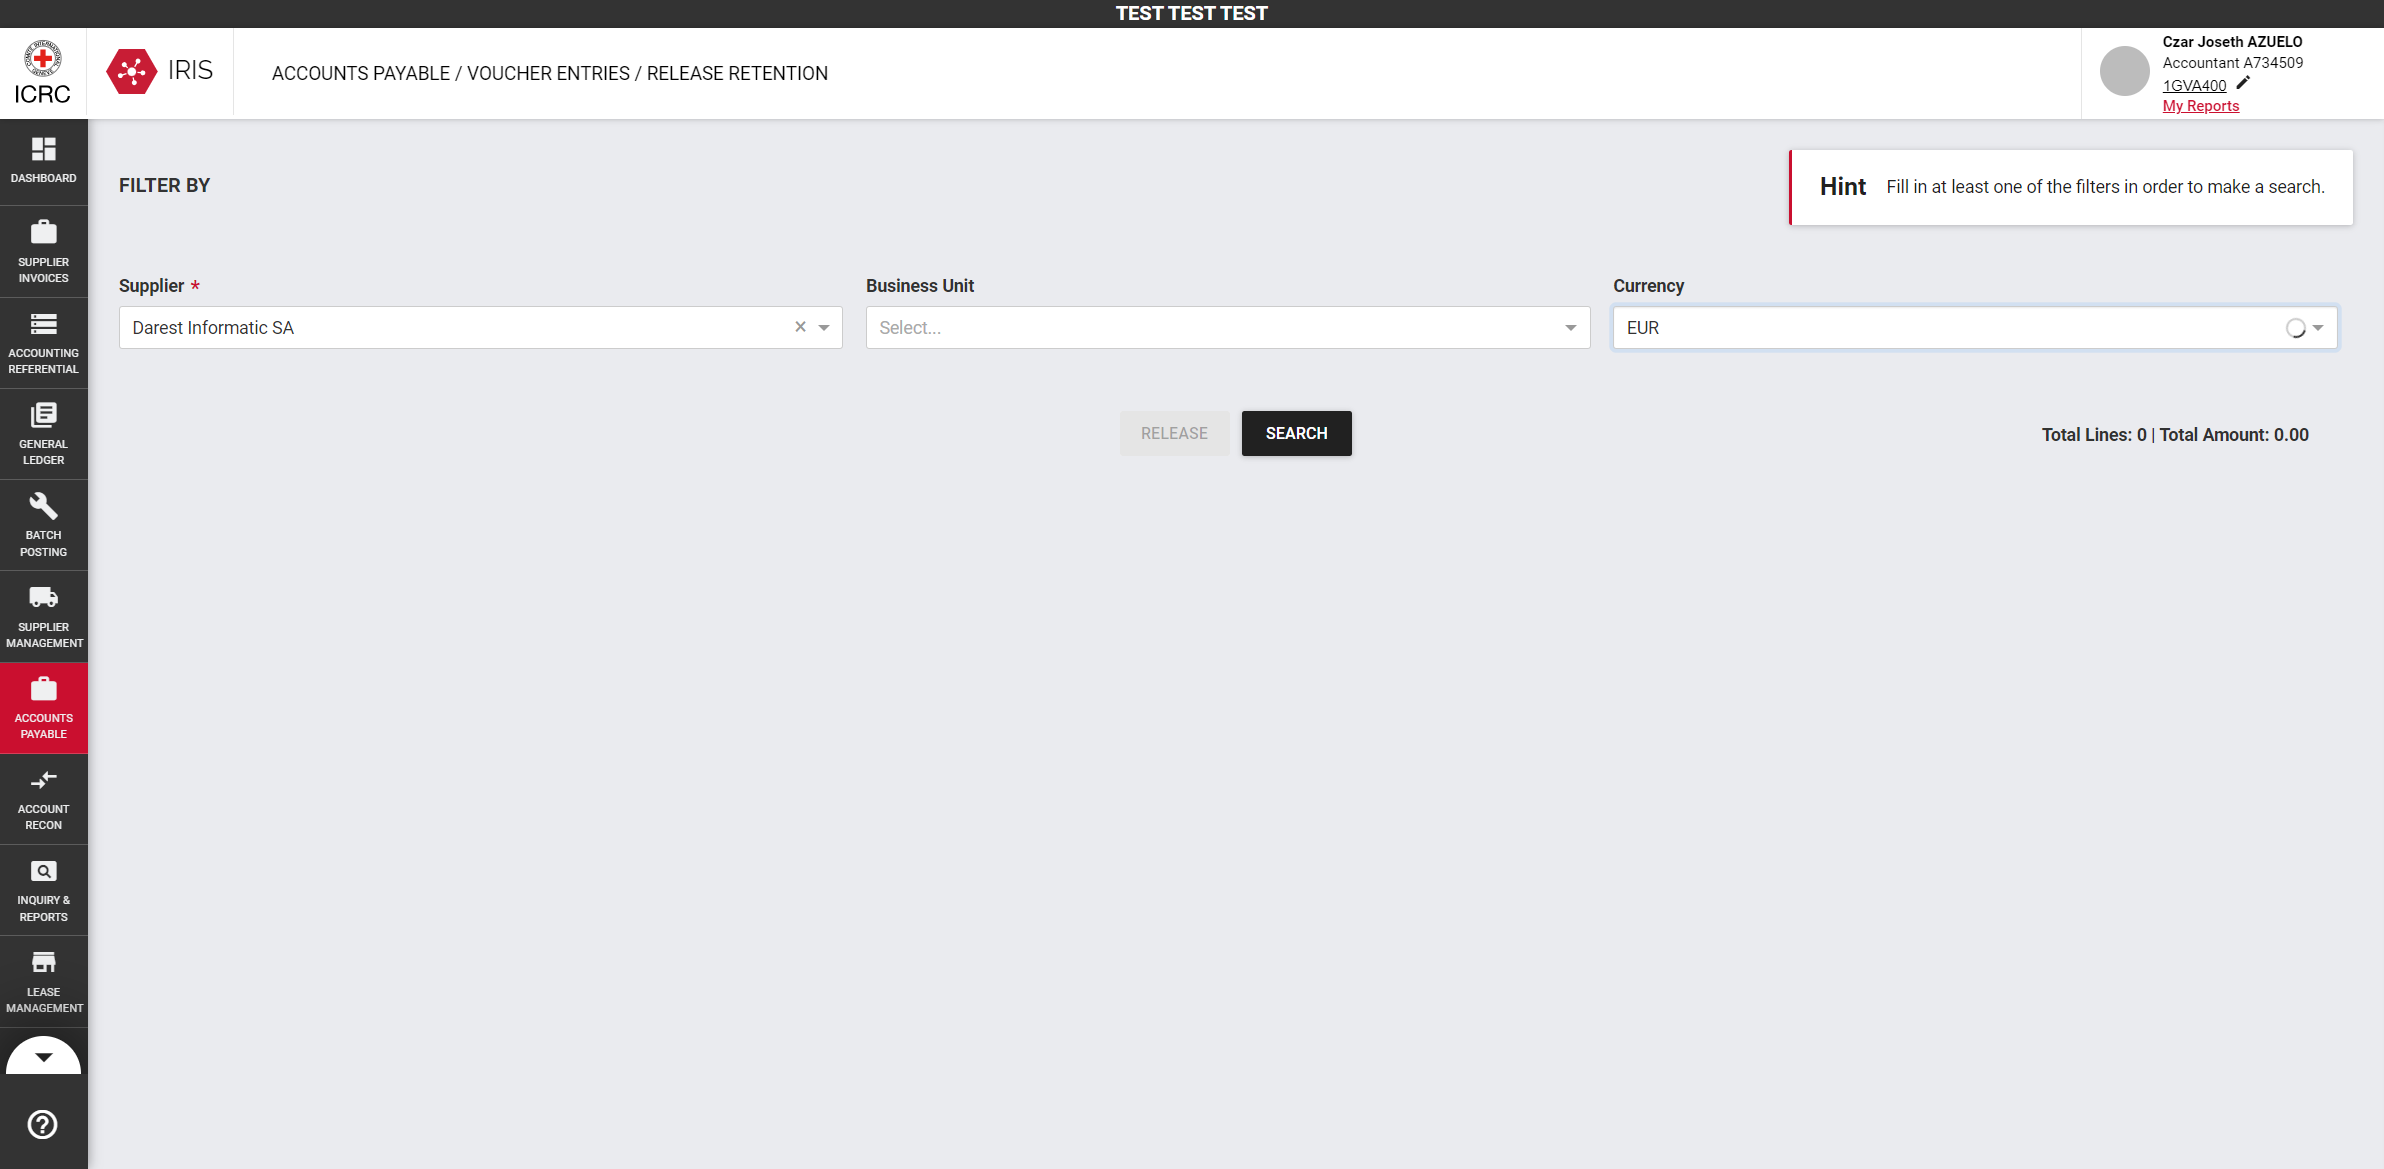 TEST TEST TEST
ICRC
IRIS
ACCOUNTS PAYABLE / VOUCHER ENTRIES / RELEASE RETENTION
Czar Joseth AZUELO
Accountant A734509
1GVA400
My Reports
DASHBOARD
SUPPLIER
INVOICES
ACCOUNTING
REFERENTIAL
GENERAL
LEDGER
BATCH
POSTING
SUPPLIER
MANAGEMENT
ACCOUNTS
PAYABLE
ACCOUNT
RECON
INQUIRY &
REPORTS
LEASE
MANAGEMENT
FILTER BY
Hint Fill in at least one of the filters in order to make a search.
Supplier *
Darest Informatic SA
Business Unit
Select...
Currency
EUR
RELEASE
SEARCH
Total Lines: 0 | Total Amount: 0.00